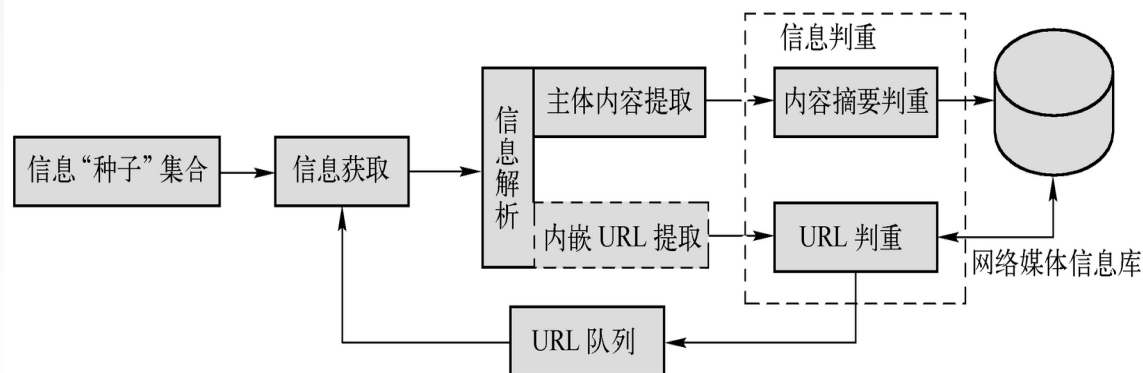 信息判重
主体内容提取
内容摘要判重
信息“种子”集合
信息获取
信息解析
内嵌 URL 提取
URL 判重
网络媒体信息库
URL 队列